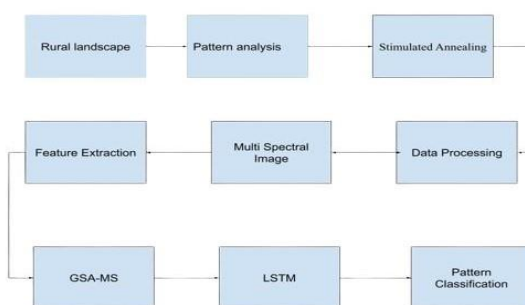 Rural landscape
Pattern analysis
Stimulated Annealing
Feature Extraction
Multi Spectral
Image
Data Processing
GSA-MS
LSTM
Pattern
Classification